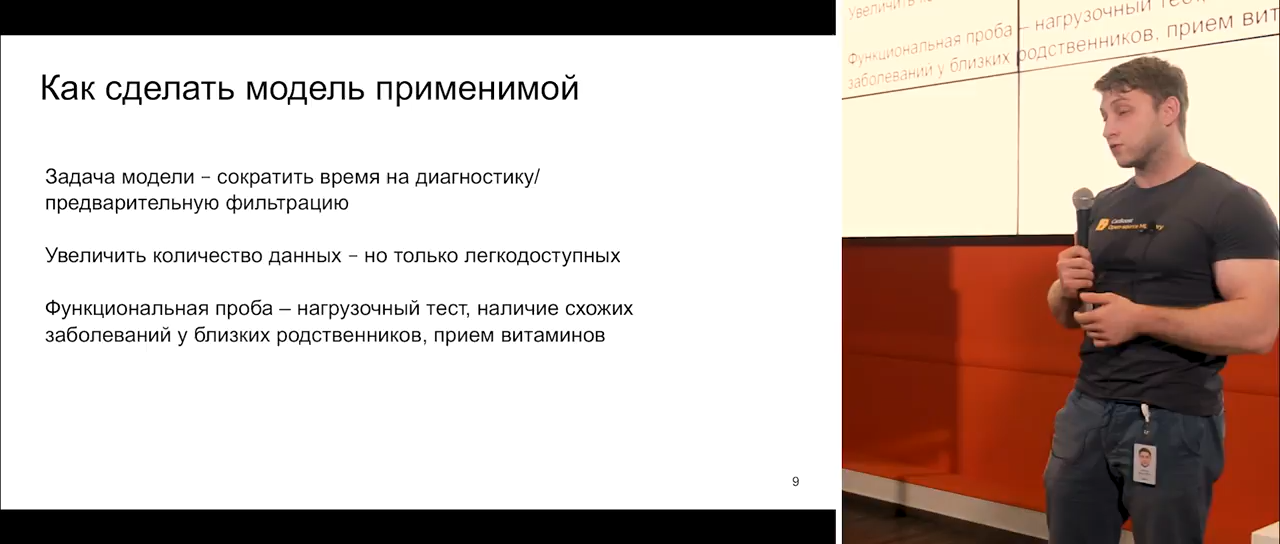 Как сделать модель применимой
Задача модели – сократить время на диагностику/
предварительную фильтрацию
Увеличить количество данных – но только легкодоступных
Функциональная проба – нагрузочный тест, наличие схожих
заболеваний у близких родственников, прием витаминов
9
Увеличить
Функциональная проба – нагрузочный тест,
заболеваний у близких родственников, прием вит
CatBoost